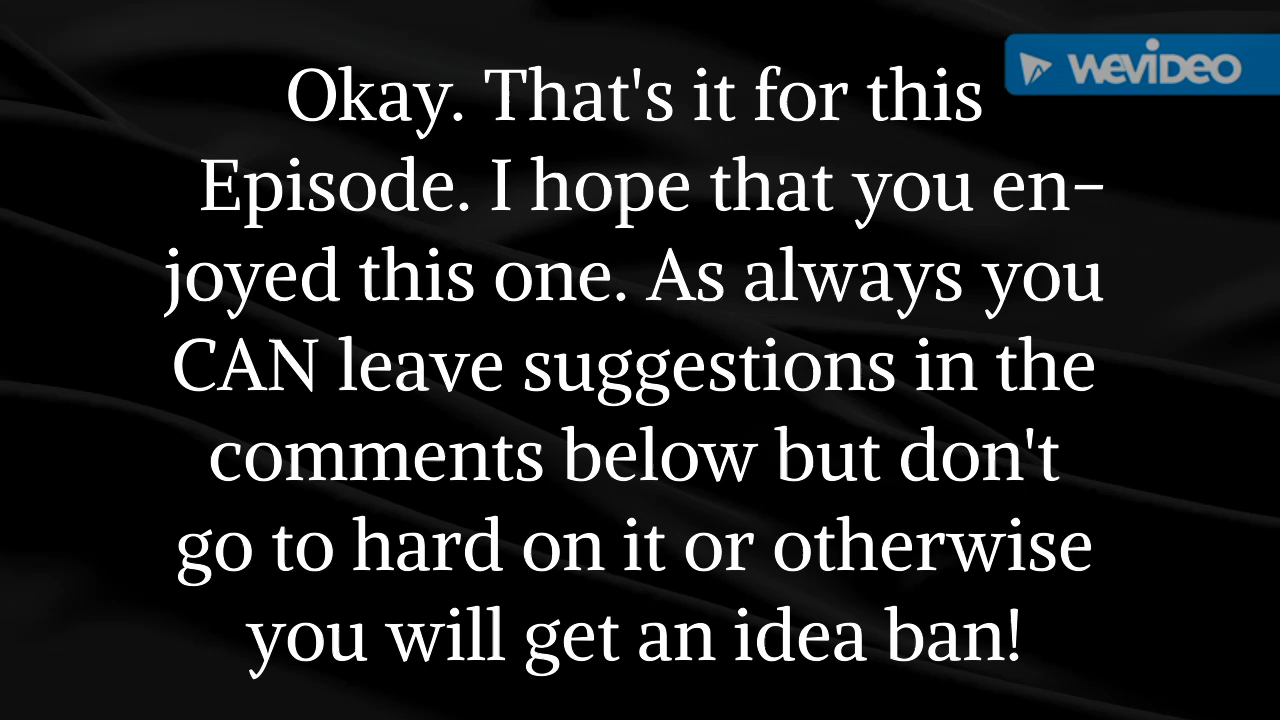 WEVIDEO
Okay. That's it for this
Episode. I hope that you en-
joyed this one. As always you
CAN leave suggestions in the
comments below but don't
go to hard on it or otherwise
you will get an idea ban!